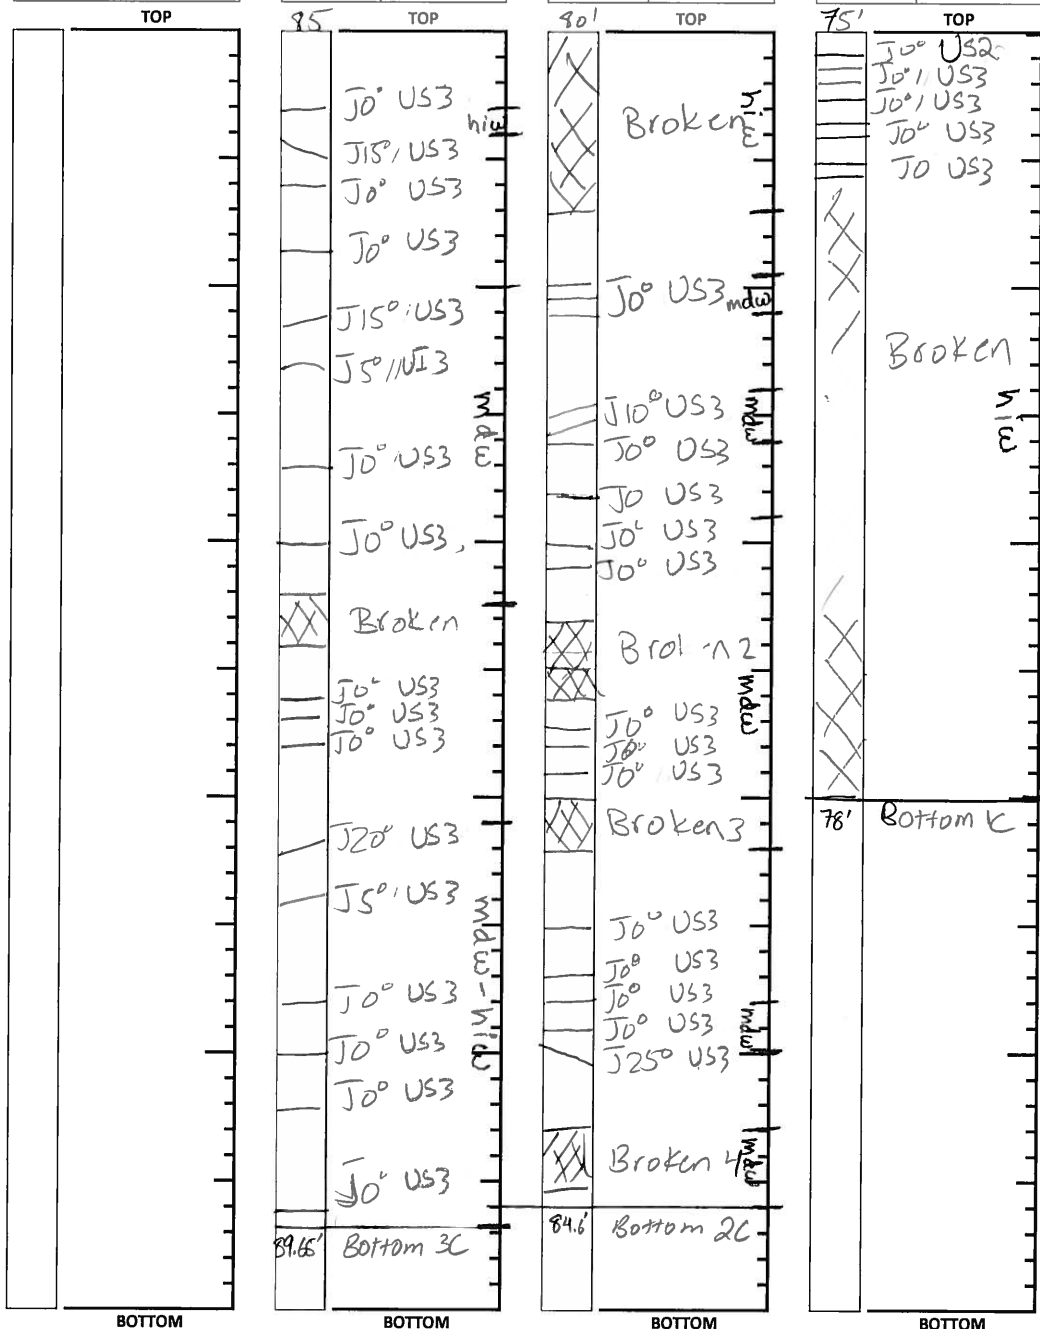 TOP
BOTTOM
85
TOP
J0° US3
hiw
J15° / US3
J0° US3
J0° US3
J15° / US3
J5° // UI3
mdw
J0° / US3
J0° US3,
Broken
J0° US3
J0° US3
J0° US3
J20° US3
J5° / US3
mdw-hiw
J0° US3
J0° US3
J0° US3
J0° US3
89.65' Bottom 3C
BOTTOM
80'
TOP
Broken
hiw
J0° US3
mdw
J10° US3
mdw
J0° US3
J0 US3
J0° US3
J0° US3
Broken 2
mdw
J0° US3
J0° US3
J0° US3
Broken 3
J0° US3
J0° US3
J0° US3
J0° US3
mdw
J25° US3
Broken 4
mdw
84.6' Bottom 2C
BOTTOM
75'
TOP
J0° US2
J0° / US3
J0° / US3
J0° US3
J0 US3
Broken
hiw
78' Bottom 1C
BOTTOM